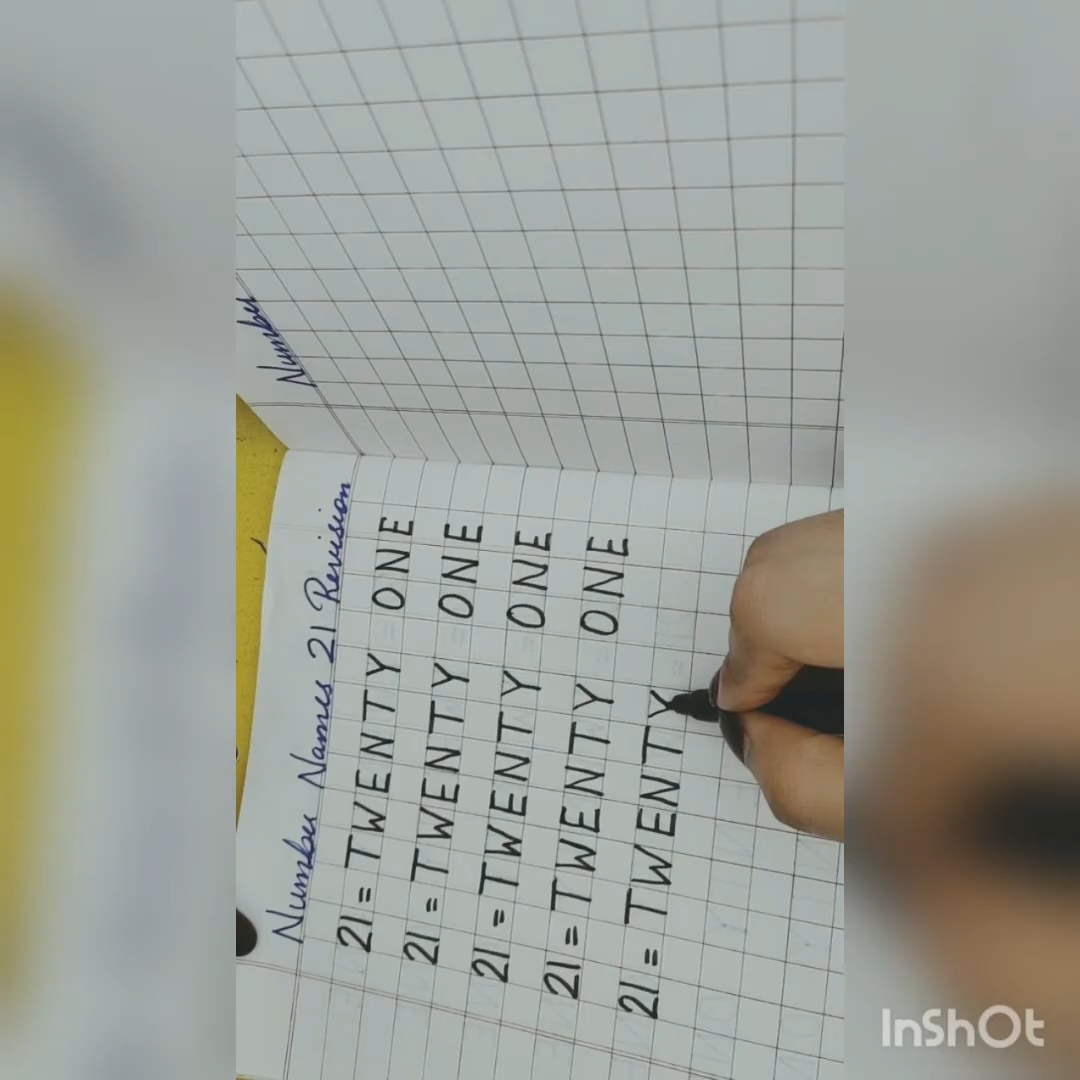 Number Names 21 Revision
21 = TWENTY ONE
21 = TWENTY ONE
21 = TWENTY ONE
21 = TWENTY ONE
21 = TWENTY
Number
InShOt